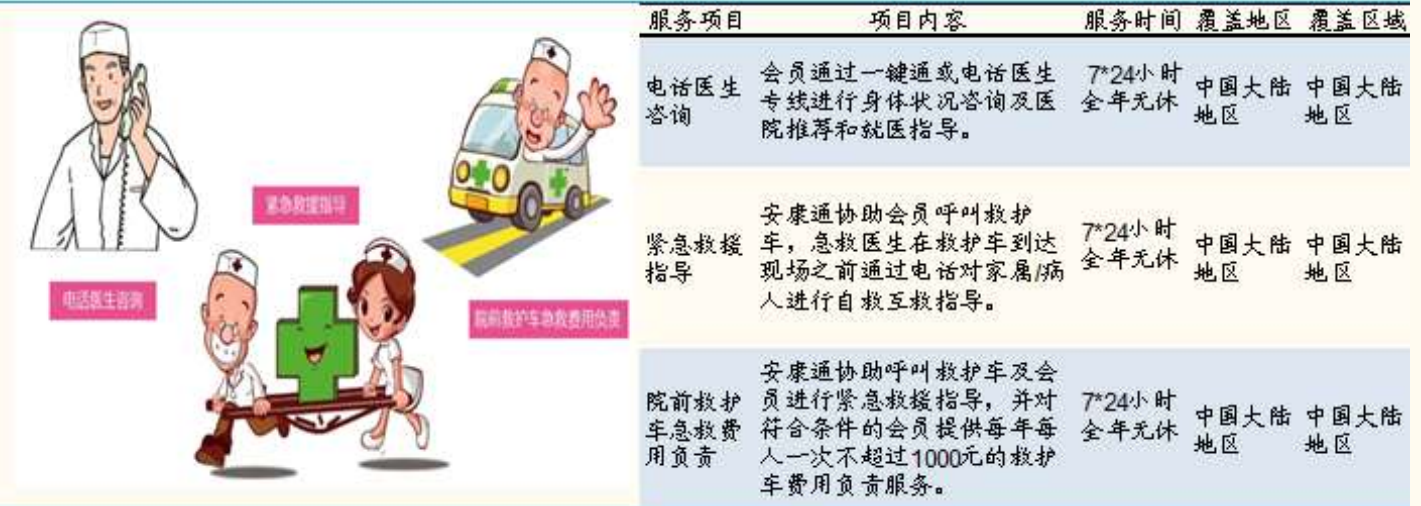 紧急救援指导
电话医生咨询
院前救护车急救费用负责
服务项目 项目内容 服务时间 覆盖地区 覆盖区域
电话医生
咨询
会员通过一键通或电话医生
专线进行身体状况咨询及医
院推荐和就医指导。
7*24小时
全年无休
中国大陆
地区
中国大陆
地区
紧急救援
指导
安康通协助会员呼叫救护
车，急救医生在救护车到达
现场之前通过电话对家属/病
人进行自救互救指导。
7*24小时
全年无休
中国大陆
地区
中国大陆
地区
院前救护
车急救费
用负责
安康通协助呼叫救护车及会
员进行紧急救援指导，并对
符合条件的会员提供每年每
人一次不超过1000元的救护
车费用负责服务。
7*24小时
全年无休
中国大陆
地区
中国大陆
地区